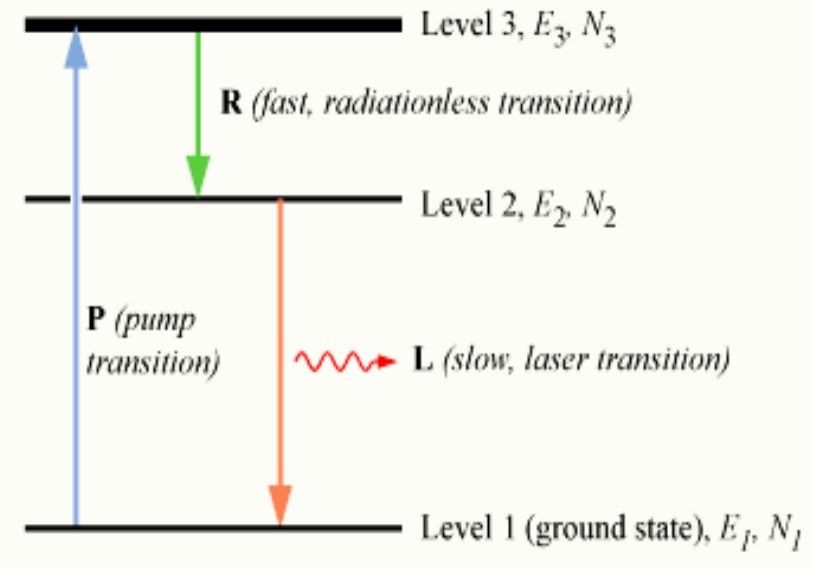 Level 3, E3, N3
R (fast, radiationless transition)
Level 2, E2, N2
P (pump
transition)
L (slow, laser transition)
Level 1 (ground state), E1, N1